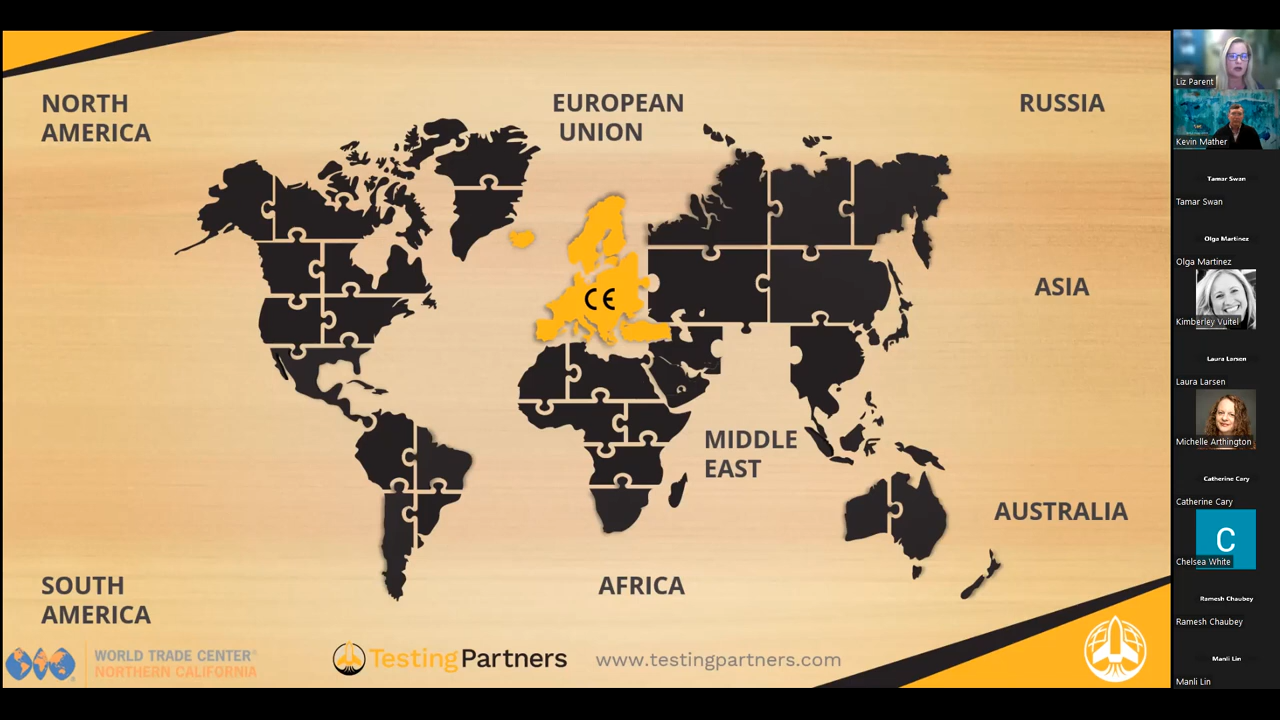 NORTH
AMERICA
EUROPEAN
UNION
RUSSIA
CE
ASIA
MIDDLE
EAST
AUSTRALIA
SOUTH
AMERICA
AFRICA
WORLD TRADE CENTER®
NORTHERN CALIFORNIA
Testing Partners
www.testingpartners.com
Liz Parent
Kevin Mather
Tamar Swan
Tamar Swan
Olga Martinez
Olga Martinez
Kimberley Vuitel
Laura Larsen
Laura Larsen
Michelle Arthington
Catherine Cary
Catherine Cary
C
Chelsea White
Ramesh Chaubey
Ramesh Chaubey
Manli Lin
Manli Lin